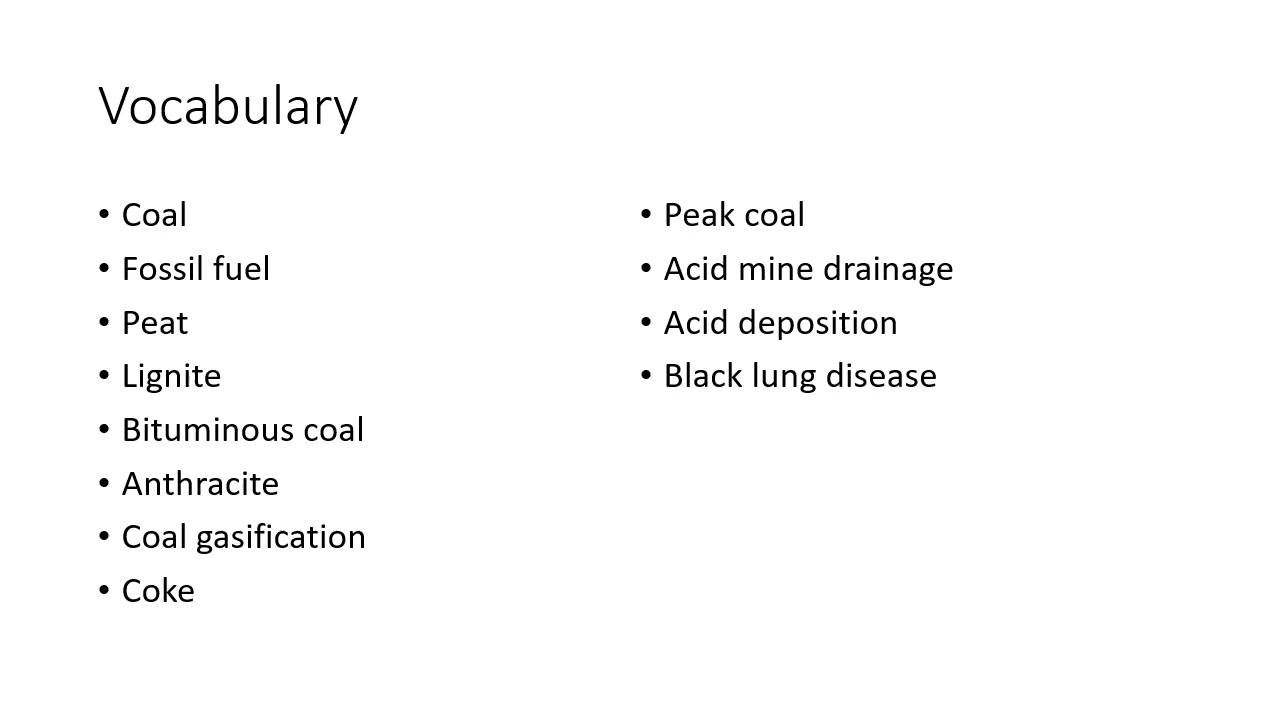 Vocabulary
• Coal
• Fossil fuel
• Peat
• Lignite
• Bituminous coal
• Anthracite
• Coal gasification
• Coke
• Peak coal
• Acid mine drainage
• Acid deposition
• Black lung disease